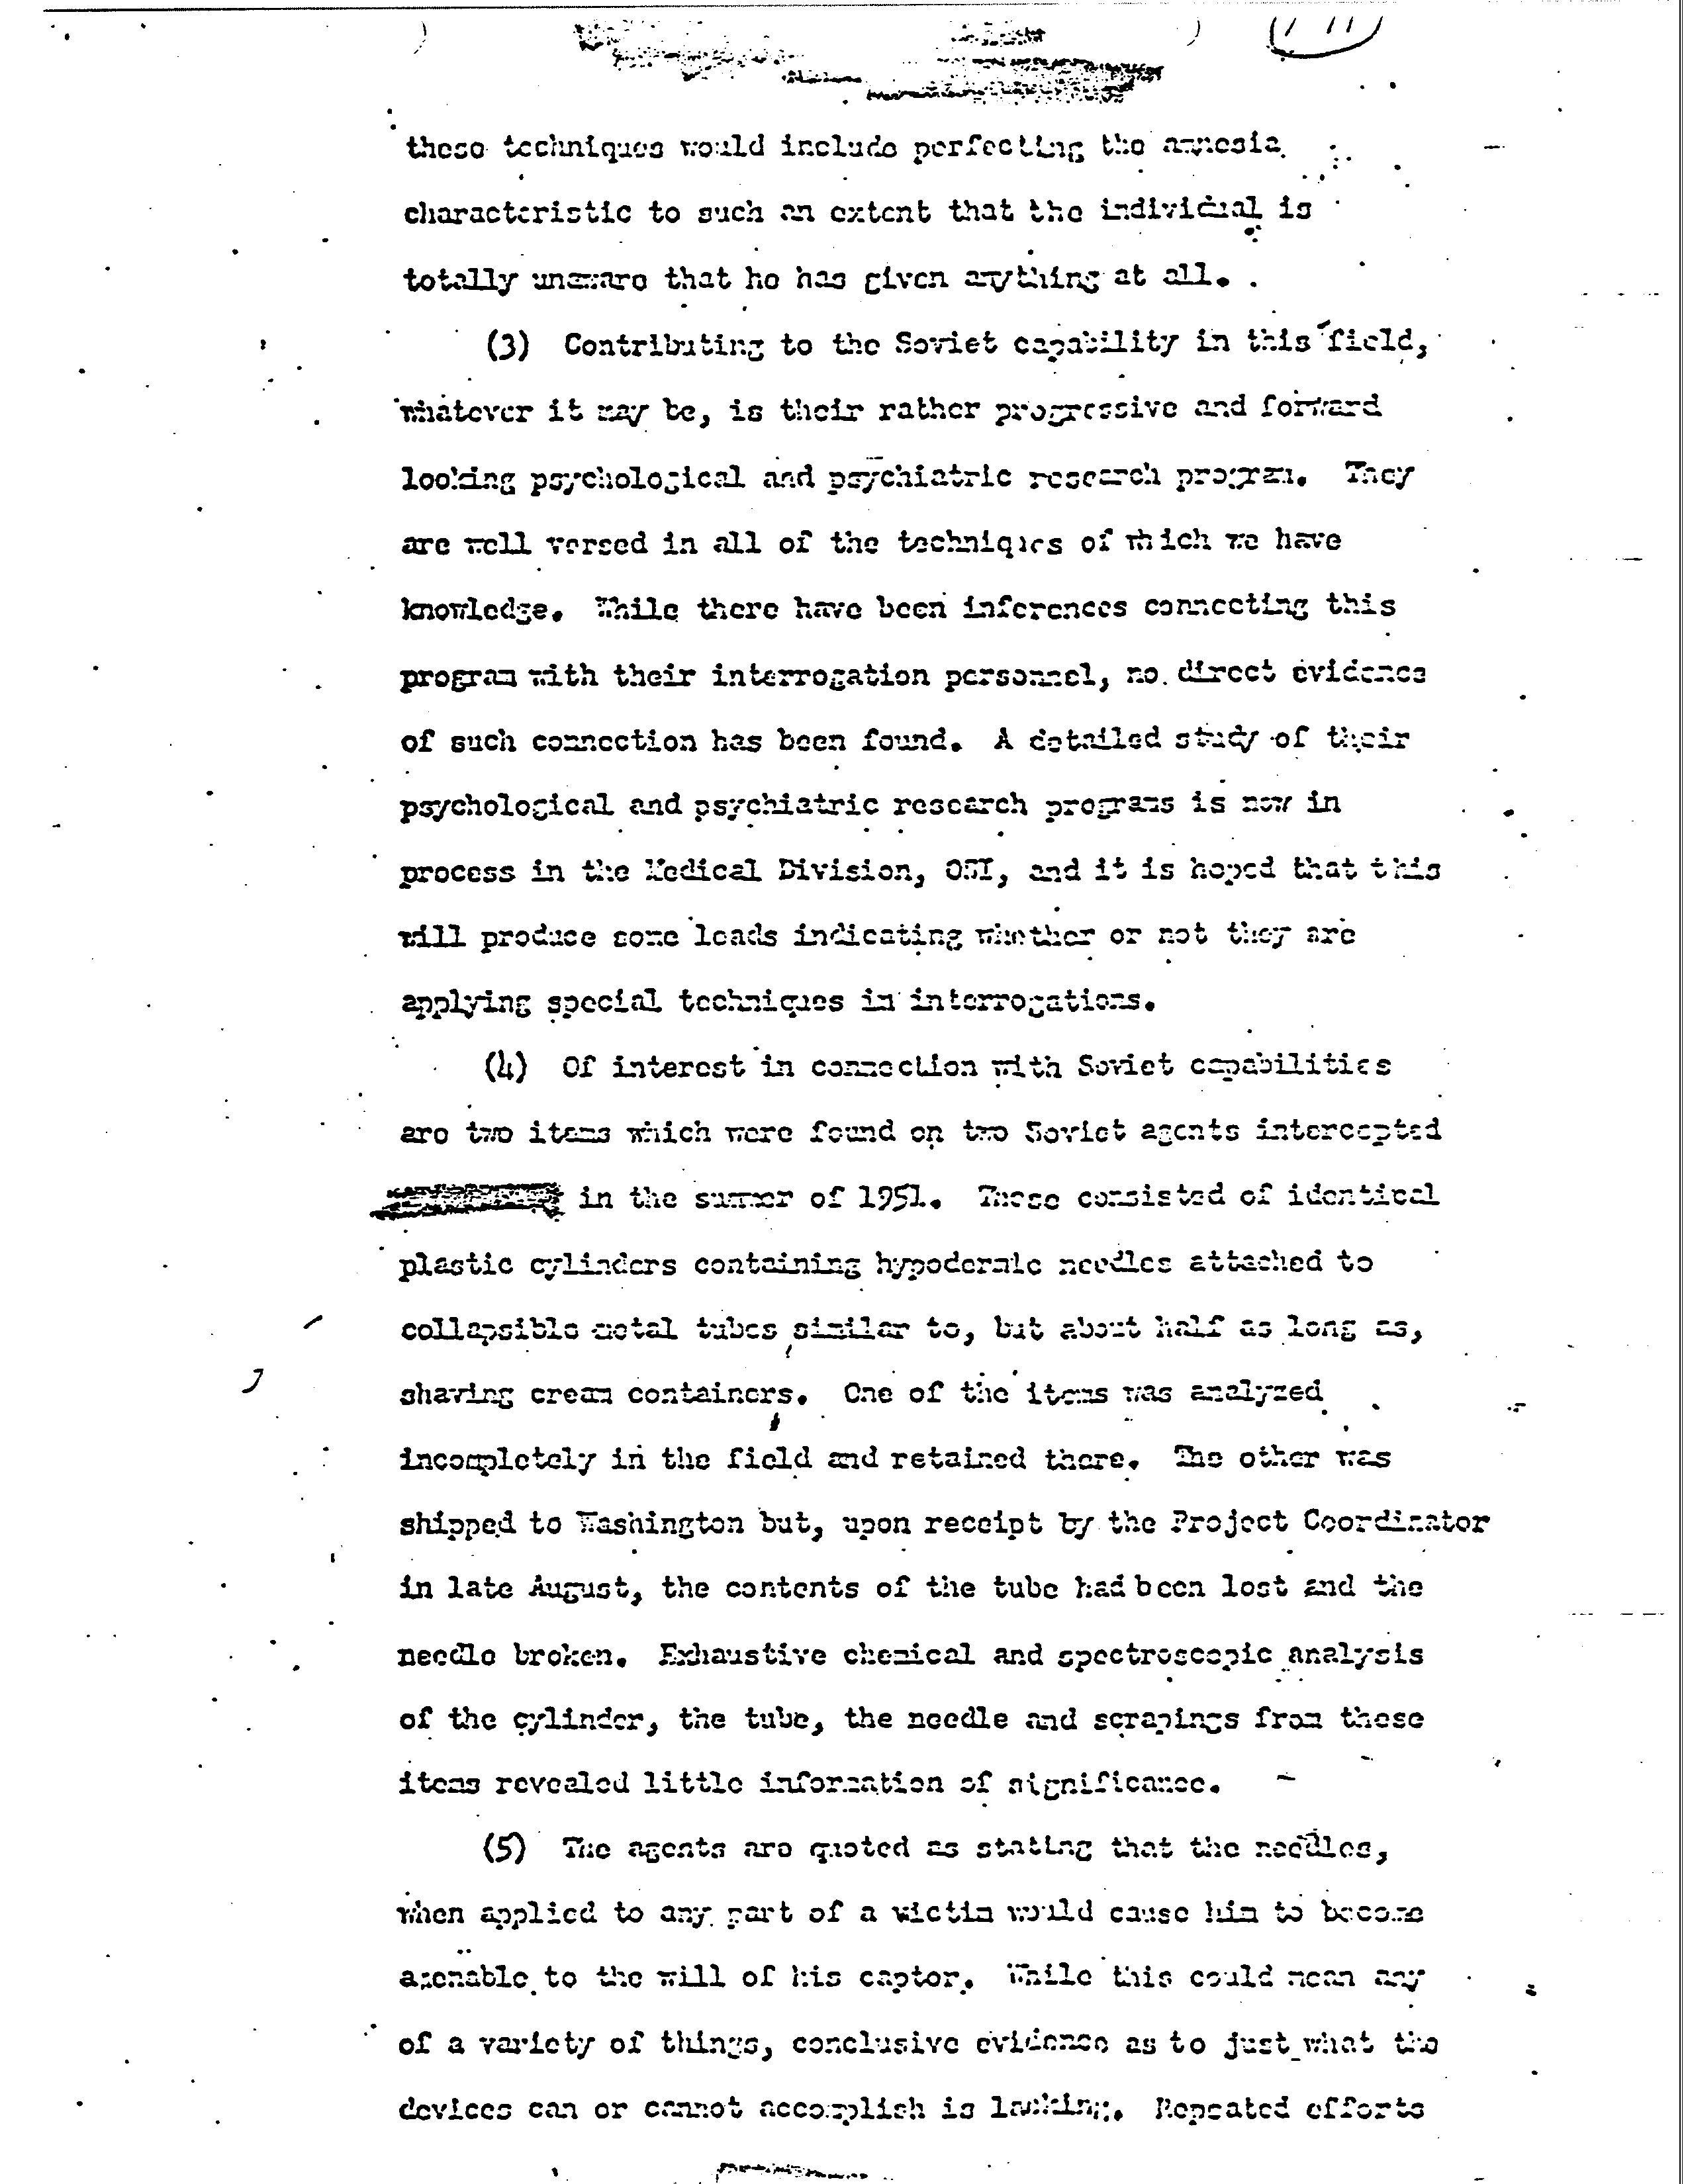 these techniques would include perfecting the amnesia
characteristic to such an extent that the individual is
totally unaware that he has given anything at all.
(3) Contributing to the Soviet capability in this field,
whatever it may be, is their rather progressive and forward
looking psychological and psychiatric research program. They
are well versed in all of the techniques of which we have
knowledge. While there have been inferences connecting this
program with their interrogation personnel, no direct evidence
of such connection has been found. A detailed study of their
psychological and psychiatric research programs is now in
process in the Medical Division, OSI, and it is hoped that this
will produce some leads indicating whether or not they are
applying special techniques in interrogations.
(4) Of interest in connection with Soviet capabilities
are two items which were found on two Soviet agents intercepted
in the summer of 1951. These consisted of identical
plastic cylinders containing hypodermic needles attached to
collapsible metal tubes similar to, but about half as long as,
shaving cream containers. One of the items was analyzed
incompletely in the field and retained there. The other was
shipped to Washington but, upon receipt by the Project Coordinator
in late August, the contents of the tube had been lost and the
needle broken. Exhaustive chemical and spectroscopic analysis
of the cylinder, the tube, the needle and scrapings from these
items revealed little information of significance.
(5) The agents are quoted as stating that the needles,
when applied to any part of a victim would cause him to become
amenable to the will of his captor. While this could mean any
of a variety of things, conclusive evidence as to just what the
devices can or cannot accomplish is lacking. Repeated efforts